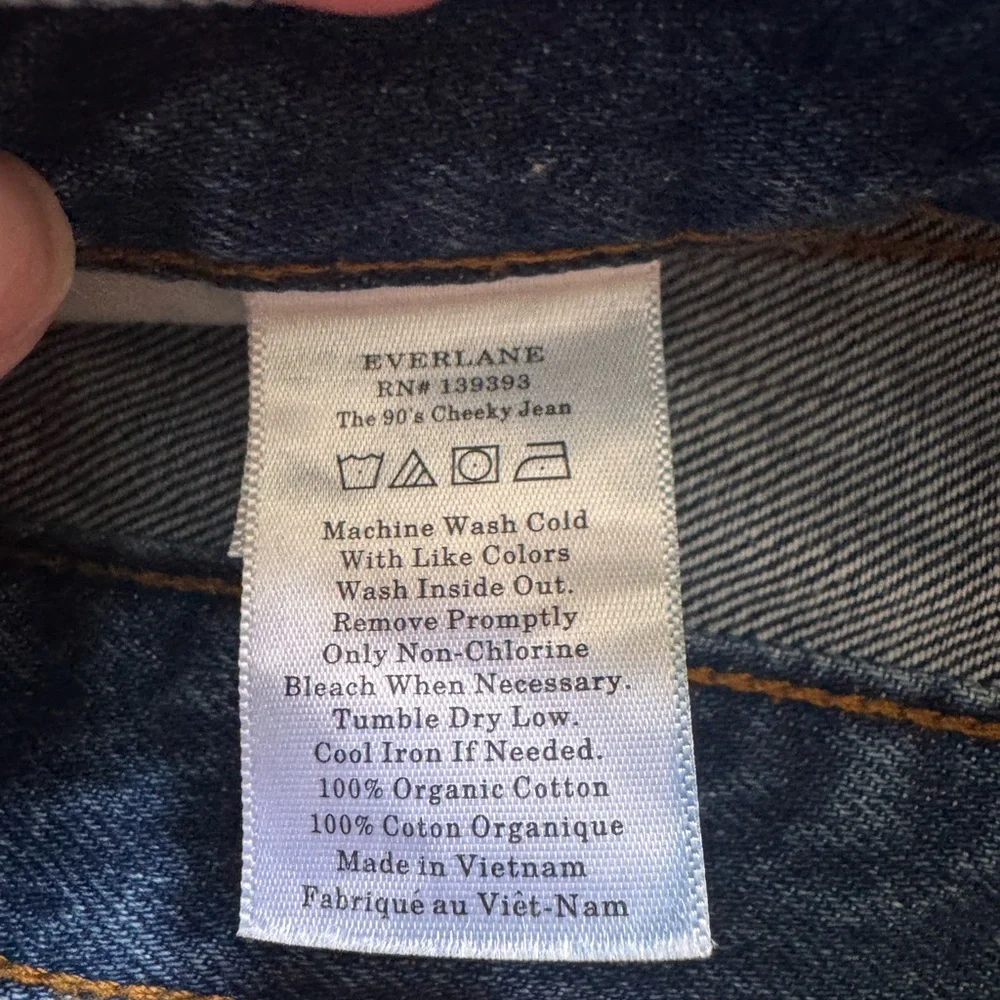 EVERLANE
RN# 139393
The 90's Cheeky Jean
Machine Wash Cold
With Like Colors
Wash Inside Out.
Remove Promptly
Only Non-Chlorine
Bleach When Necessary.
Tumble Dry Low.
Cool Iron If Needed.
100% Organic Cotton
100% Coton Organique
Made in Vietnam
Fabriqué au Viêt-Nam